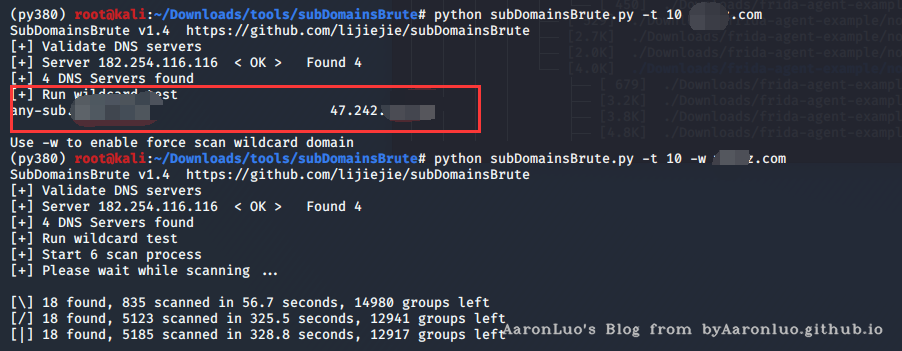 (py380) root@kali:~/Downloads/tools/subDomainsBrute# python subDomainsBrute.py -t 10 z.com
SubDomainsBrute v1.4 https://github.com/lijiejie/subDomainsBrute
[+] Validate DNS servers
[+] Server 182.254.116.116 < OK > Found 4
[+] 4 DNS Servers found
[+] Run wildcard test
any-sub. 47.242.
Use -w to enable force scan wildcard domain
(py380) root@kali:~/Downloads/tools/subDomainsBrute# python subDomainsBrute.py -t 10 -w z.com
SubDomainsBrute v1.4 https://github.com/lijiejie/subDomainsBrute
[+] Validate DNS servers
[+] Server 182.254.116.116 < OK > Found 4
[+] 4 DNS Servers found
[+] Run wildcard test
[+] Start 6 scan process
[+] Please wait while scanning ...
[\] 18 found, 835 scanned in 56.7 seconds, 14980 groups left
[/] 18 found, 5123 scanned in 325.5 seconds, 12941 groups left
[|] 18 found, 5185 scanned in 328.8 seconds, 12917 groups left
AaronLuo's Blog from byAaronluo.github.io